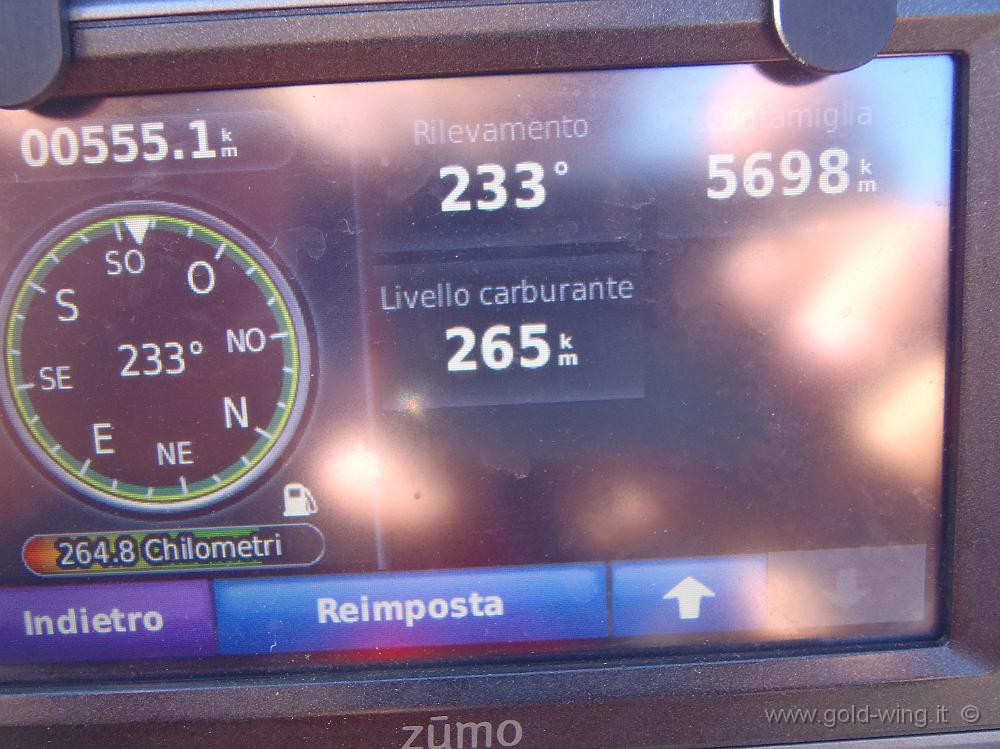 00555.1 km
Rilevamento
233°
Contamiglia
5698 km
Livello carburante
265 km
SO
O
S
NO
233°
SE
N
E
NE
264.8 Chilometri
Indietro
Reimposta
zūmo
www.gold-wing.it ©